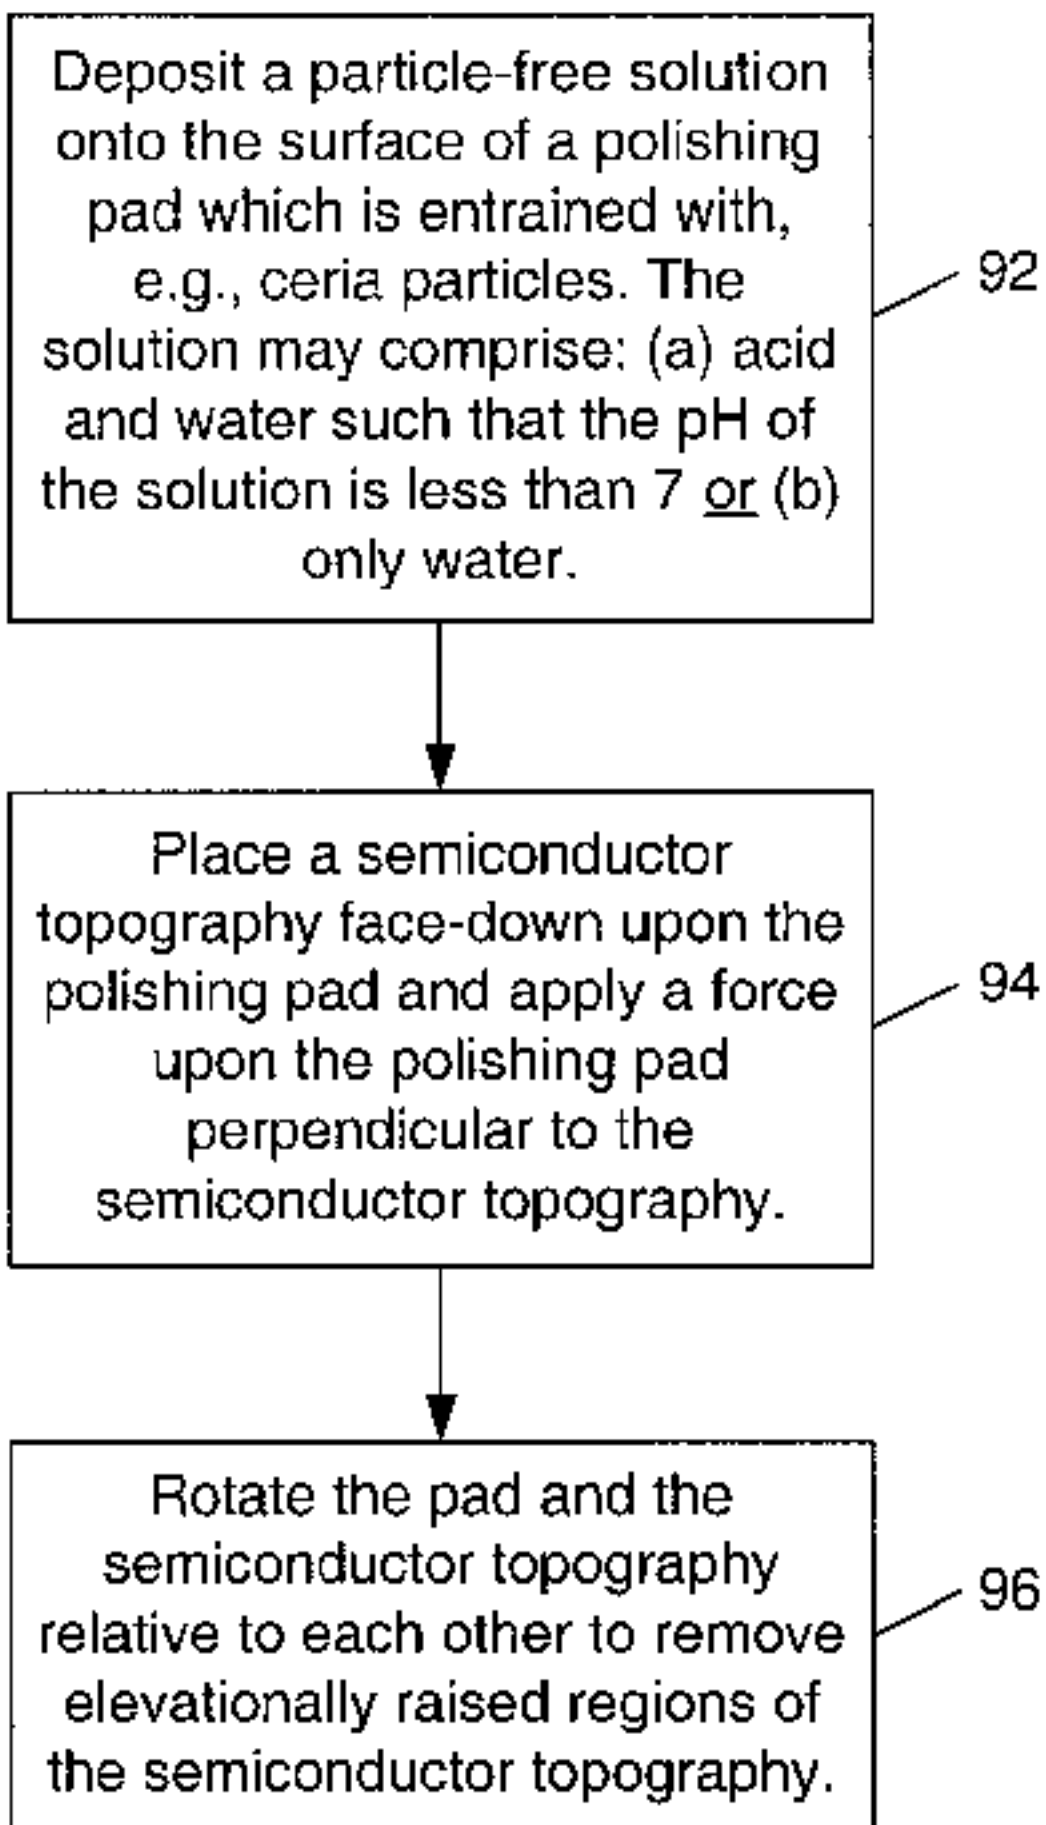 Deposit a particle-free solution
onto the surface of a polishing
pad which is entrained with,
e.g., ceria particles. The
solution may comprise: (a) acid
and water such that the pH of
the solution is less than 7 or (b)
only water.
92
Place a semiconductor
topography face-down upon the
polishing pad and apply a force
upon the polishing pad
perpendicular to the
semiconductor topography.
94
Rotate the pad and the
semiconductor topography
relative to each other to remove
elevationally raised regions of
the semiconductor topography.
96